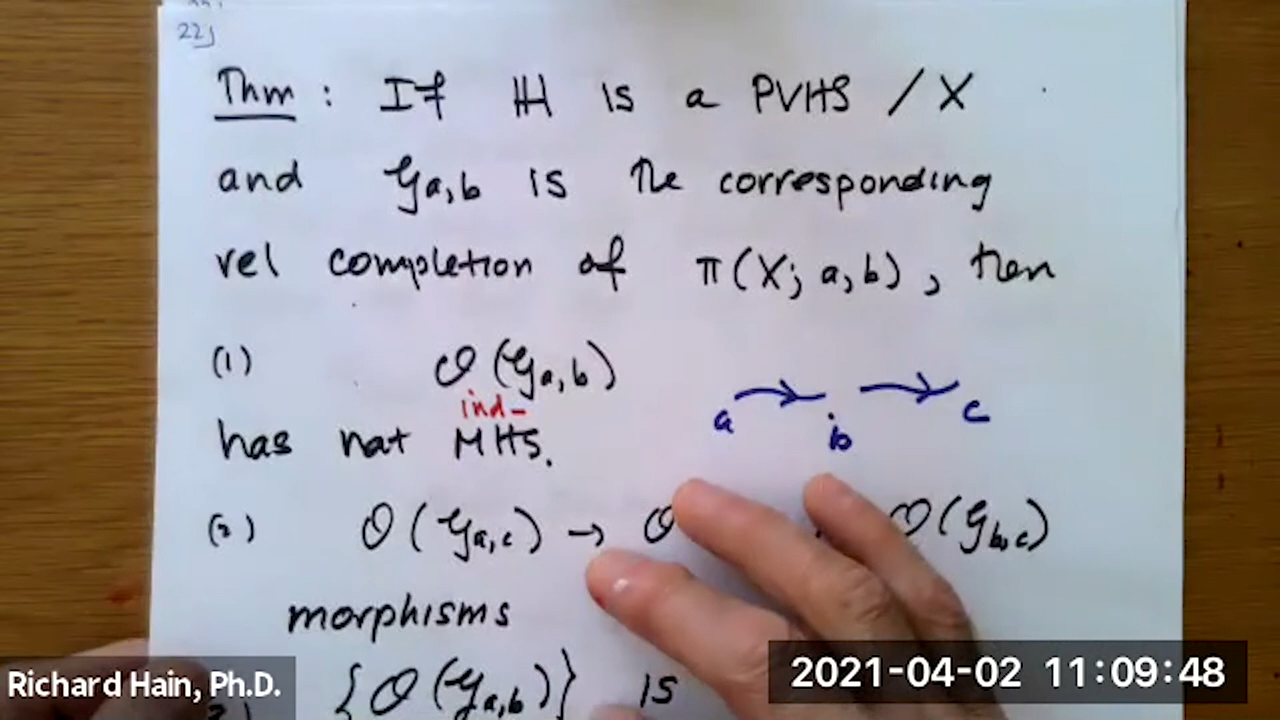 22j
Thm : If ℍ is a PVHS / X
and 𝒢a,b is the corresponding
rel completion of π(X; a,b), then
(1) 𝒪(𝒢a,b)
ind-
has nat MHS.
a b c
(2) 𝒪(𝒢a,c) → 𝒪 𝒪(𝒢b,c)
morphisms
{𝒪(𝒢a,b)} is
Richard Hain, Ph.D.
2021-04-02 11:09:48